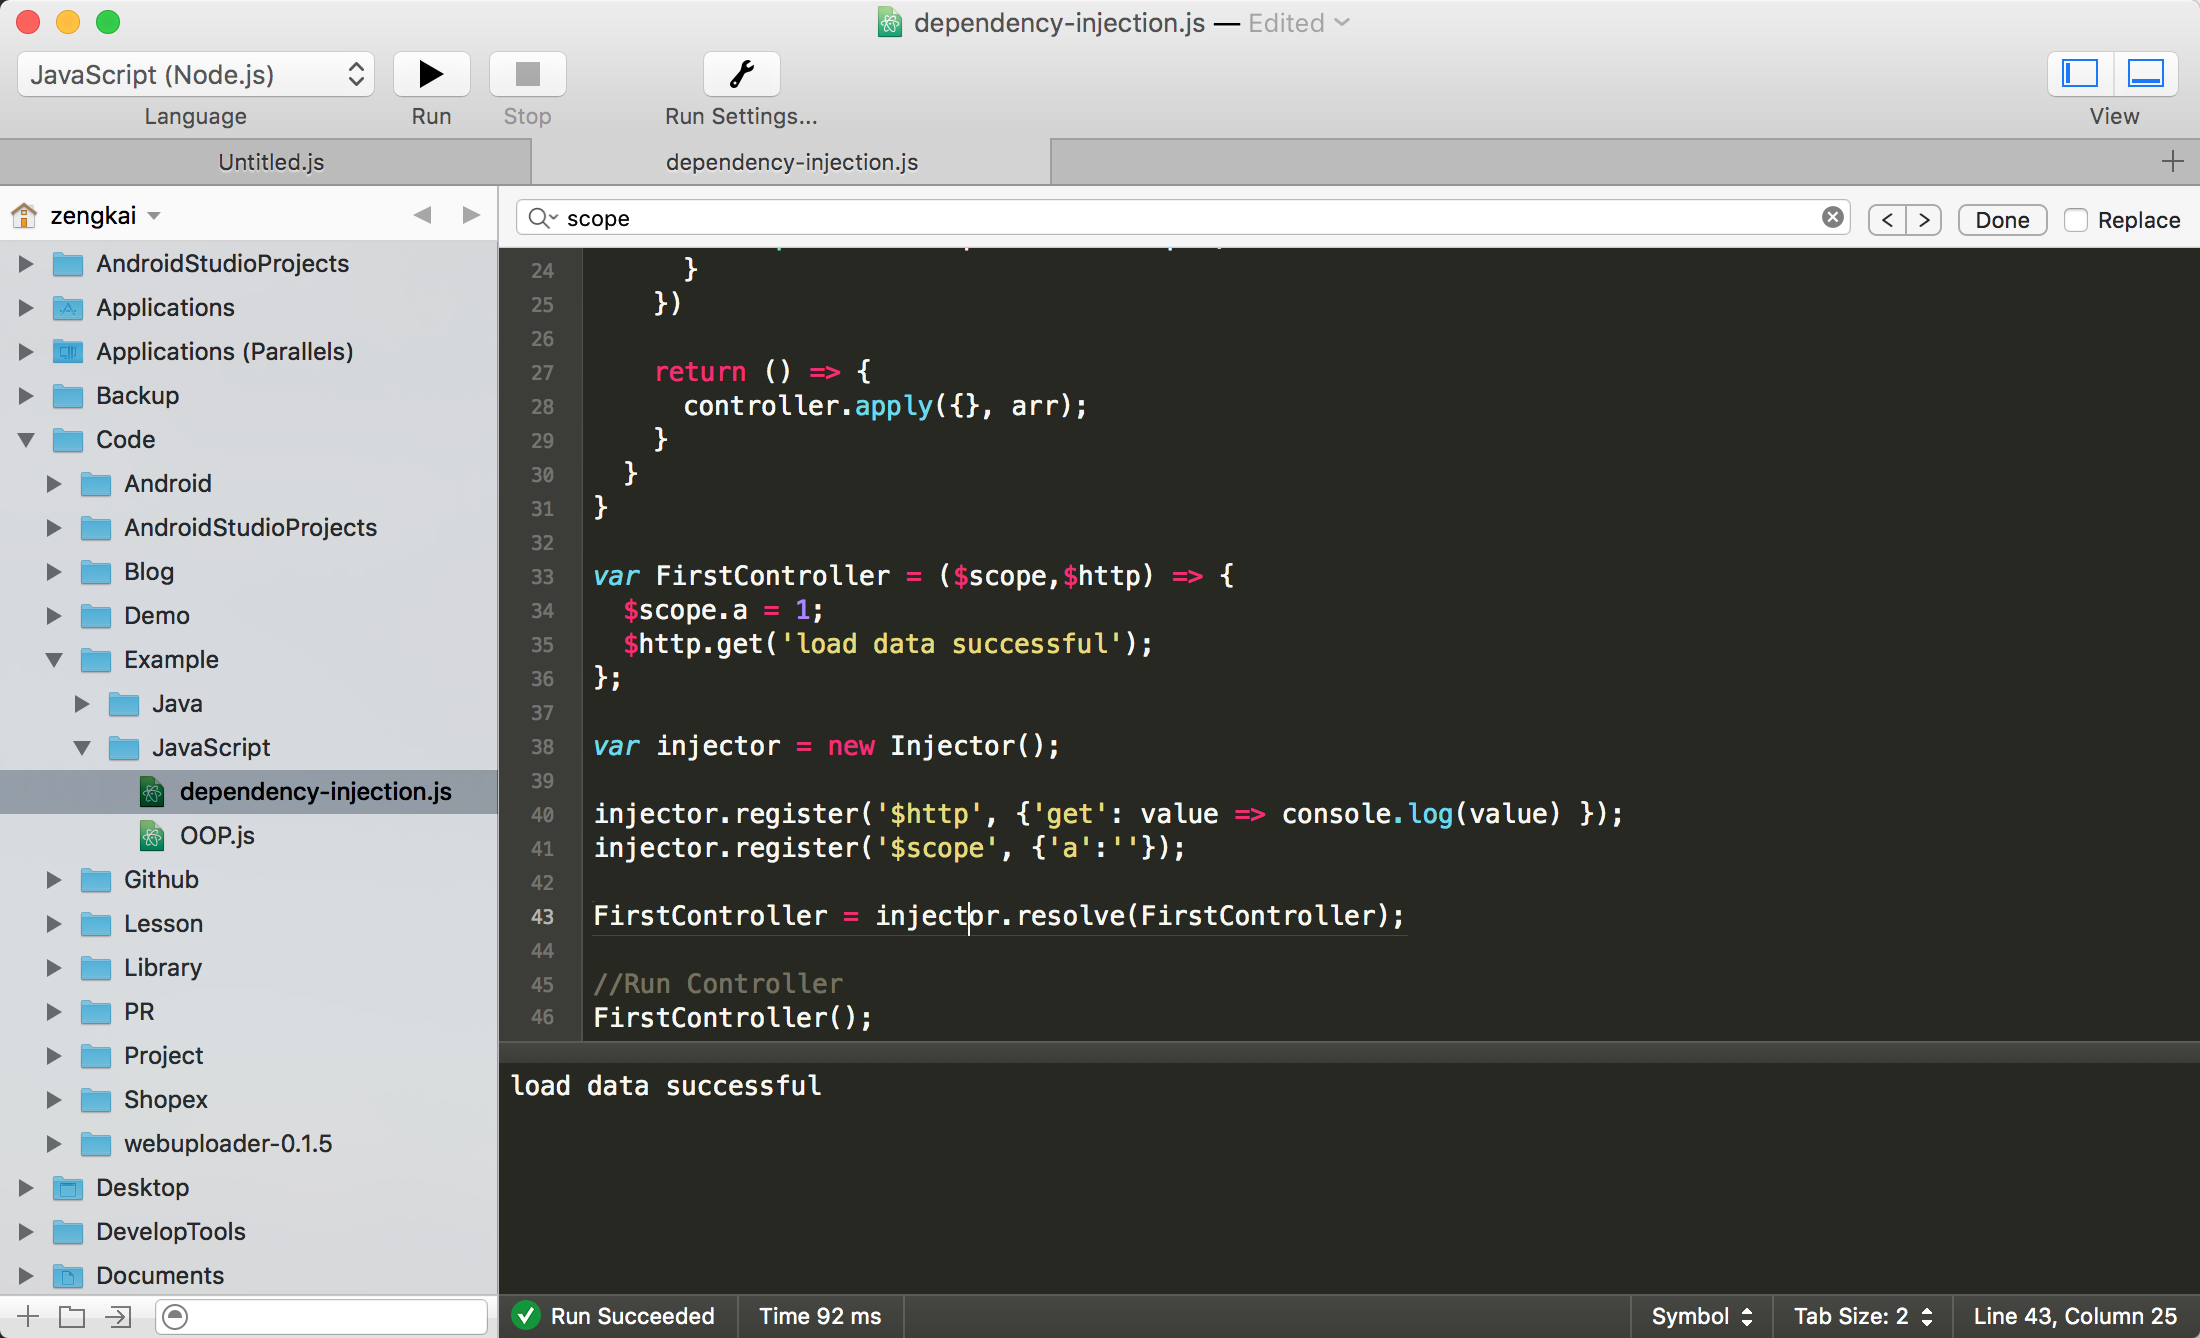 dependency-injection.js — Edited
JavaScript (Node.js)
Language
Run
Stop
Run Settings...
View
Untitled.js
dependency-injection.js
zengkai
AndroidStudioProjects
Applications
Applications (Parallels)
Backup
Code
Android
AndroidStudioProjects
Blog
Demo
Example
Java
JavaScript
dependency-injection.js
OOP.js
Github
Lesson
Library
PR
Project
Shopex
webuploader-0.1.5
Desktop
DevelopTools
Documents
scope
Done
Replace
24 }
25 })
26
27 return () => {
28 controller.apply({}, arr);
29 }
30 }
31 }
32
33 var FirstController = ($scope,$http) => {
34 $scope.a = 1;
35 $http.get('load data successful');
36 };
37
38 var injector = new Injector();
39
40 injector.register('$http', {'get': value => console.log(value) });
41 injector.register('$scope', {'a':''});
42
43 FirstController = injector.resolve(FirstController);
44
45 //Run Controller
46 FirstController();
load data successful
Run Succeeded
Time 92 ms
Symbol
Tab Size: 2
Line 43, Column 25